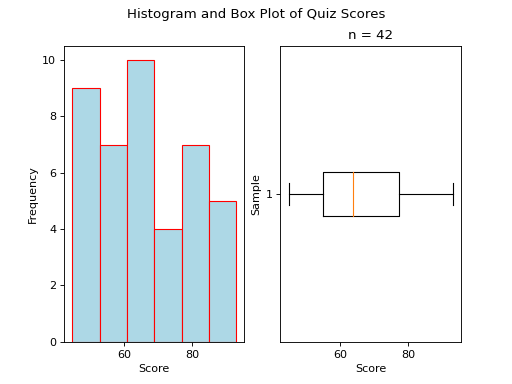 Histogram and Box Plot of Quiz Scores
n = 42
10
8
6
4
2
0
Frequency
60 80
Score
Sample
1
60 80
Score